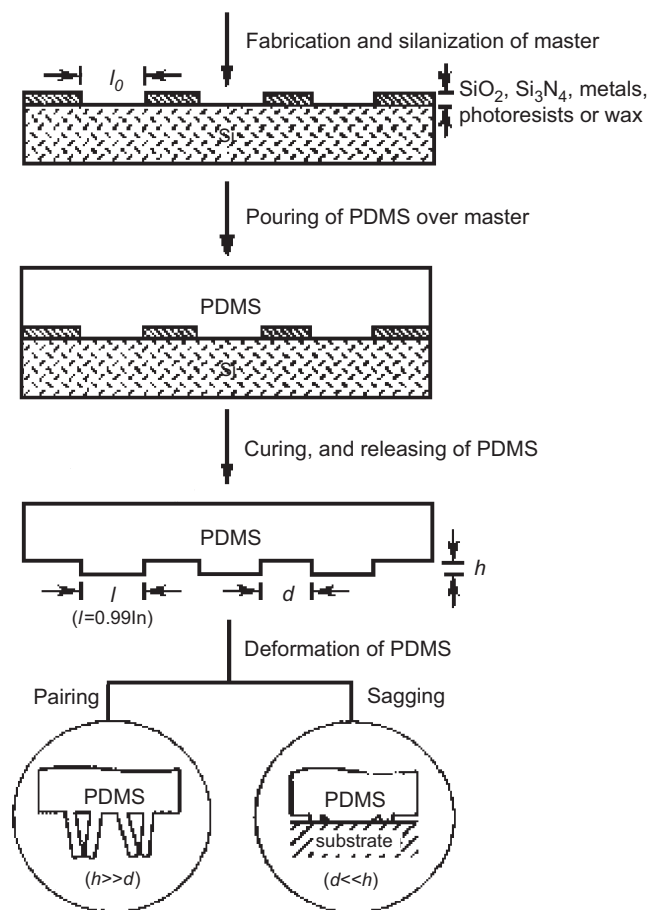 Fabrication and silanization of master
l0
SiO2, Si3N4, metals,
photoresists or wax
Si
Pouring of PDMS over master
PDMS
Si
Curing, and releasing of PDMS
PDMS
h
l
d
(l=0.99ln)
Deformation of PDMS
Pairing
Sagging
PDMS
PDMS
substrate
(h>>d)
(d<<h)